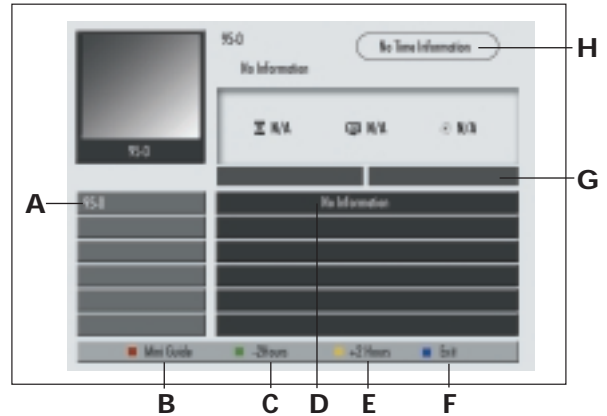 95-0
No Time Information
H
No Information
N/A N/A N/A
95-0
G
A
95-0
No Information
Mini Guide -2Hours +2 Hours Exit
B C D E F